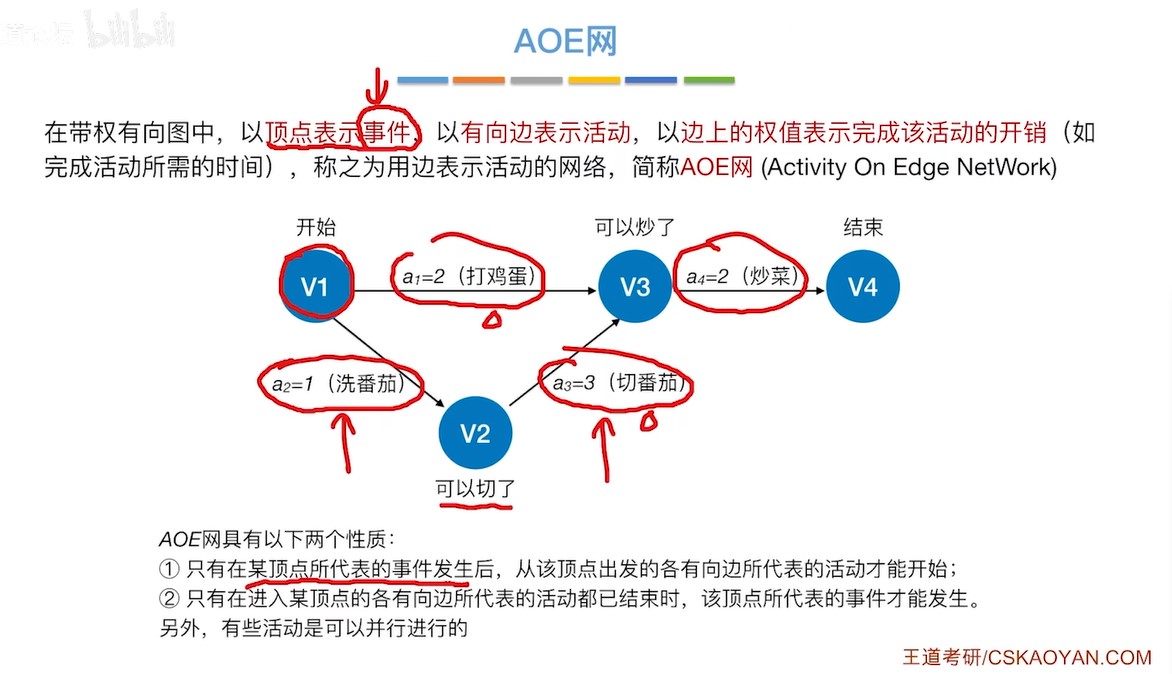 bilibili
AOE网
在带权有向图中，以顶点表示事件，以有向边表示活动，以边上的权值表示完成该活动的开销（如
完成活动所需的时间），称之为用边表示活动的网络，简称AOE网 (Activity On Edge NetWork)
开始
可以炒了
结束
V1
a₁=2（打鸡蛋）
V3
a₄=2（炒菜）
V4
a₂=1（洗番茄）
a₃=3（切番茄）
V2
可以切了
AOE网具有以下两个性质：
① 只有在某顶点所代表的事件发生后，从该顶点出发的各有向边所代表的活动才能开始；
② 只有在进入某顶点的各有向边所代表的活动都已结束时，该顶点所代表的事件才能发生。
另外，有些活动是可以并行进行的
王道考研/CSKAOYAN.COM